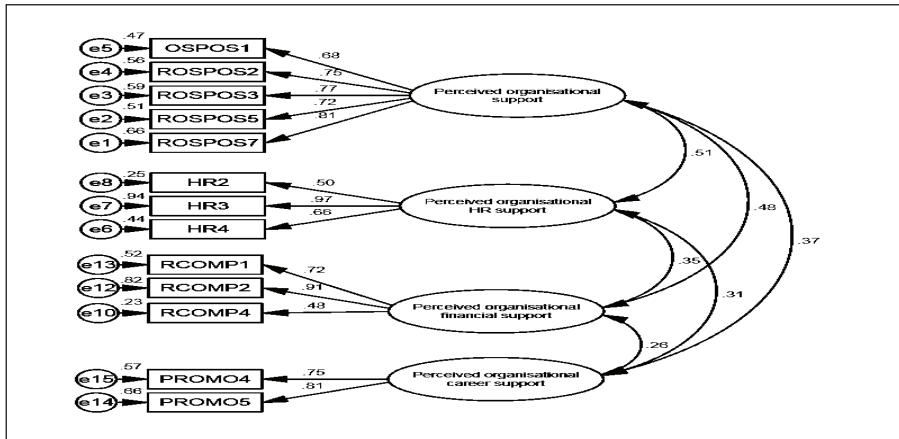 .47
e5 OSPOS1
.68
.56
e4 ROSPOS2
.75
.59
e3 ROSPOS3
.77
.51
e2 ROSPOS5
.72
.66
e1 ROSPOS7
.81
Perceived organisational
support
.51
.48
.37
.25
e8 HR2
.50
.94
e7 HR3
.97
.44
e6 HR4
.66
Perceived organisational
HR support
.35
.31
.52
e13 RCOMP1
.72
.82
e12 RCOMP2
.91
.23
e10 RCOMP4
.48
Perceived organisational
financial support
.26
.57
e15 PROMO4
.75
.66
e14 PROMO5
.81
Perceived organisational
career support